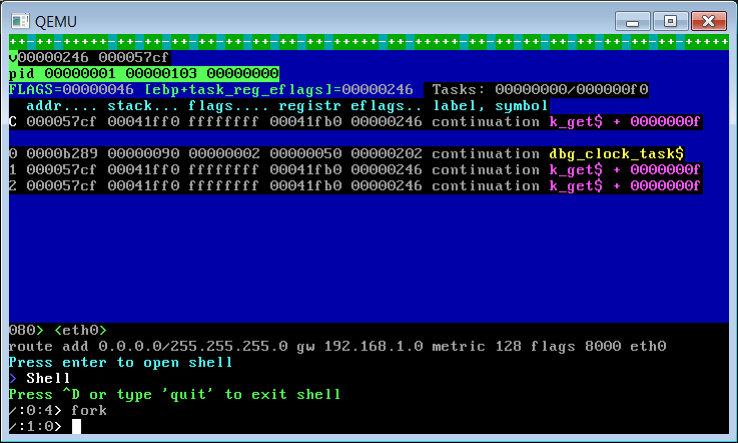 QEMU
++-++-++-++-++-++-++-++-++-++-++-++-++-++-++-++-++-++-++-++-++-++-++-++-++-+++++
v00000246 000057cf
pid 00000001 00000103 00000000
FLAGS=00000046 [ebp+task_reg_eflags]=00000246 Tasks: 00000000/000000f0
addr.... stack... flags.... registr eflags.. label, symbol
C 000057cf 00041ff0 ffffffff 00041fb0 00000246 continuation k_get$ + 0000000f
0 0000b289 00000090 00000002 00000050 00000202 continuation dbg_clock_task$
1 000057cf 00041ff0 ffffffff 00041fb0 00000246 continuation k_get$ + 0000000f
2 000057cf 00041ff0 ffffffff 00041fb0 00000246 continuation k_get$ + 0000000f
080> <eth0>
route add 0.0.0.0/255.255.255.0 gw 192.168.1.0 metric 128 flags 8000 eth0
Press enter to open shell
> Shell
Press ^D or type 'quit' to exit shell
/:0:4> fork
/:1:0>